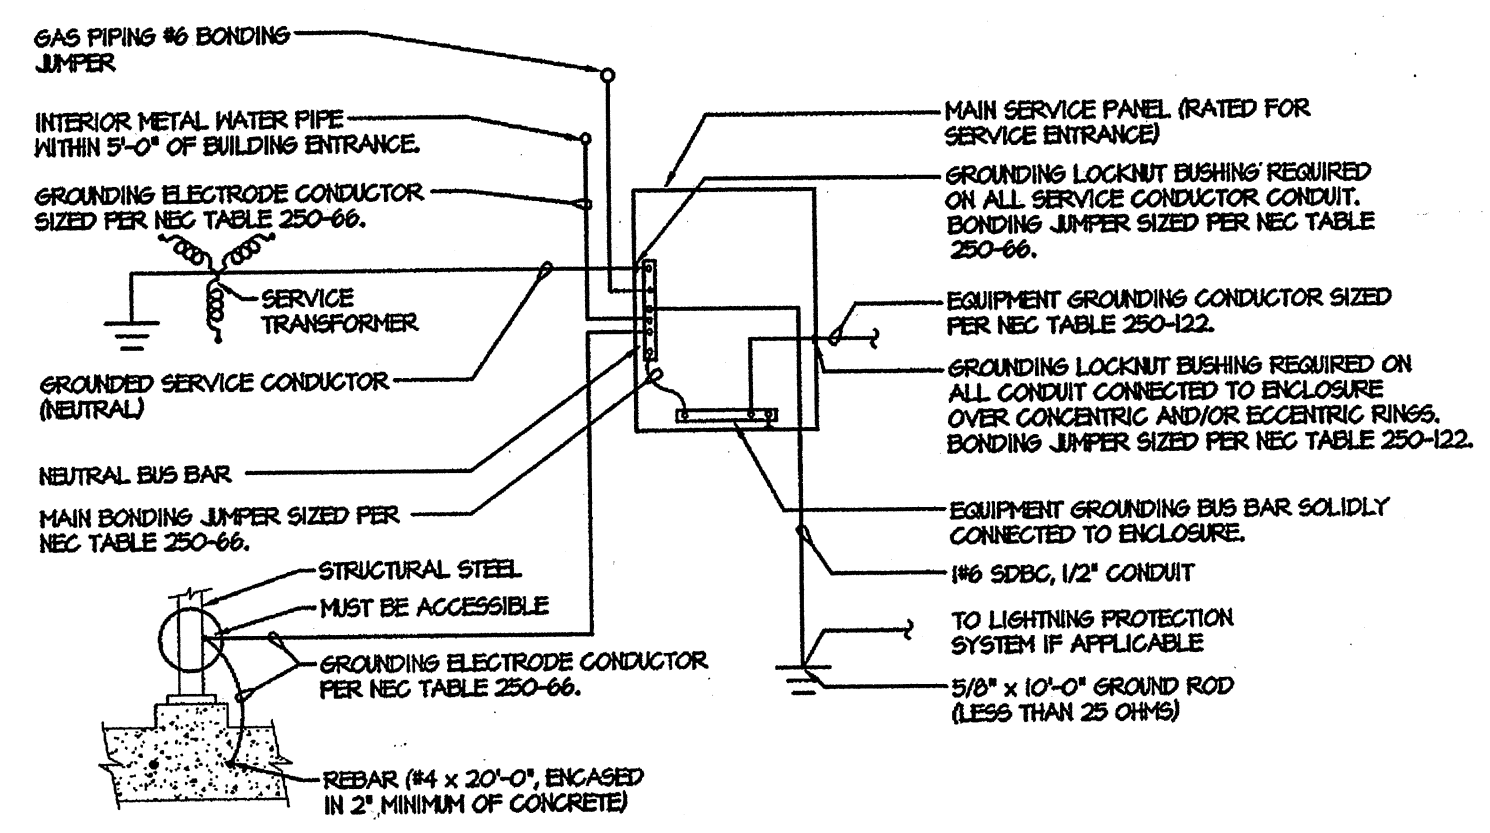 GAS PIPING #6 BONDING
JUMPER
INTERIOR METAL WATER PIPE
WITHIN 5'-0" OF BUILDING ENTRANCE.
GROUNDING ELECTRODE CONDUCTOR
SIZED PER NEC TABLE 250-66.
SERVICE
TRANSFORMER
GROUNDED SERVICE CONDUCTOR
(NEUTRAL)
NEUTRAL BUS BAR
MAIN BONDING JUMPER SIZED PER
NEC TABLE 250-66.
STRUCTURAL STEEL
MUST BE ACCESSIBLE
GROUNDING ELECTRODE CONDUCTOR
PER NEC TABLE 250-66.
REBAR (#4 x 20'-0", ENCASED
IN 2" MINIMUM OF CONCRETE)
MAIN SERVICE PANEL (RATED FOR
SERVICE ENTRANCE)
GROUNDING LOCKNUT BUSHING REQUIRED
ON ALL SERVICE CONDUCTOR CONDUIT.
BONDING JUMPER SIZED PER NEC TABLE
250-66.
EQUIPMENT GROUNDING CONDUCTOR SIZED
PER NEC TABLE 250-122.
GROUNDING LOCKNUT BUSHING REQUIRED ON
ALL CONDUIT CONNECTED TO ENCLOSURE
OVER CONCENTRIC AND/OR ECCENTRIC RINGS.
BONDING JUMPER SIZED PER NEC TABLE 250-122.
EQUIPMENT GROUNDING BUS BAR SOLIDLY
CONNECTED TO ENCLOSURE.
1#6 SDBC, 1/2" CONDUIT
TO LIGHTNING PROTECTION
SYSTEM IF APPLICABLE
5/8" x 10'-0" GROUND ROD
(LESS THAN 25 OHMS)